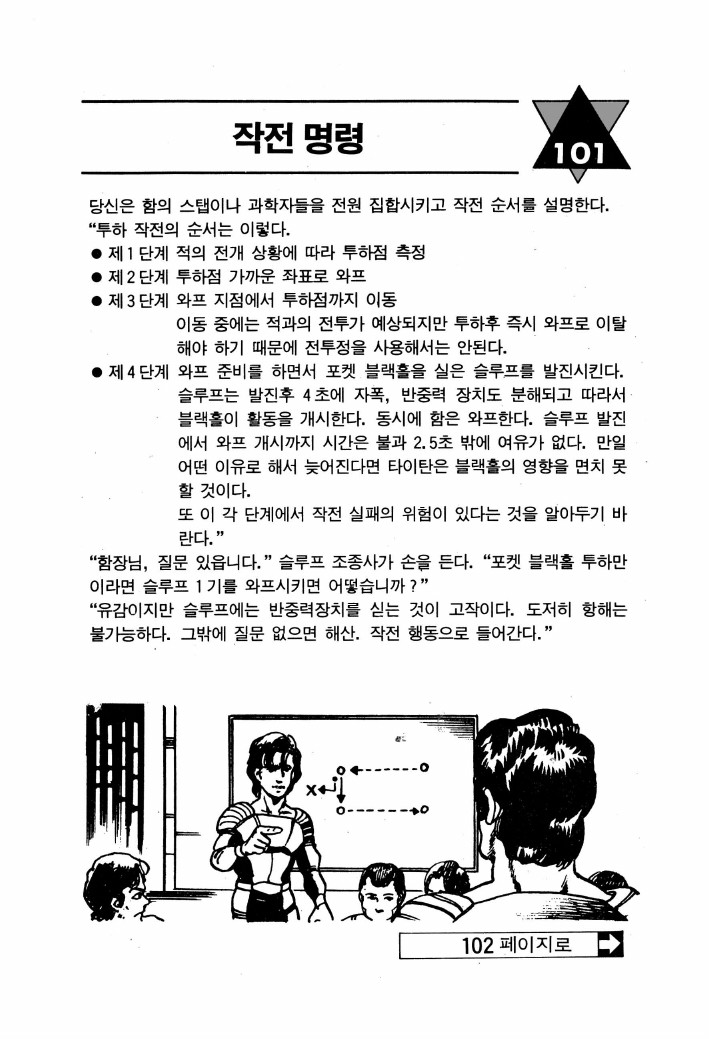 작전 명령
101
당신은 함의 스탭이나 과학자들을 전원 집합시키고 작전 순서를 설명한다.
“투하 작전의 순서는 이렇다.
● 제1단계 적의 전개 상황에 따라 투하점 측정
● 제2단계 투하점 가까운 좌표로 와프
● 제3단계 와프 지점에서 투하점까지 이동
이동 중에는 적과의 전투가 예상되지만 투하후 즉시 와프로 이탈
해야 하기 때문에 전투정을 사용해서는 안된다.
● 제4단계 와프 준비를 하면서 포켓 블랙홀을 실은 슬루프를 발진시킨다.
슬루프는 발진후 4초에 자폭, 반중력 장치도 분해되고 따라서
블랙홀이 활동을 개시한다. 동시에 함은 와프한다. 슬루프 발진
에서 와프 개시까지 시간은 불과 2.5초 밖에 여유가 없다. 만일
어떤 이유로 해서 늦어진다면 타이탄은 블랙홀의 영향을 면치 못
할 것이다.
또 이 각 단계에서 작전 실패의 위험이 있다는 것을 알아두기 바
란다.”
“함장님, 질문 있읍니다.” 슬루프 조종사가 손을 든다. “포켓 블랙홀 투하만
이라면 슬루프 1기를 와프시키면 어떻습니까?”
“유감이지만 슬루프에는 반중력장치를 싣는 것이 고작이다. 도저히 항해는
불가능하다. 그밖에 질문 없으면 해산. 작전 행동으로 들어간다.”
X
102 페이지로